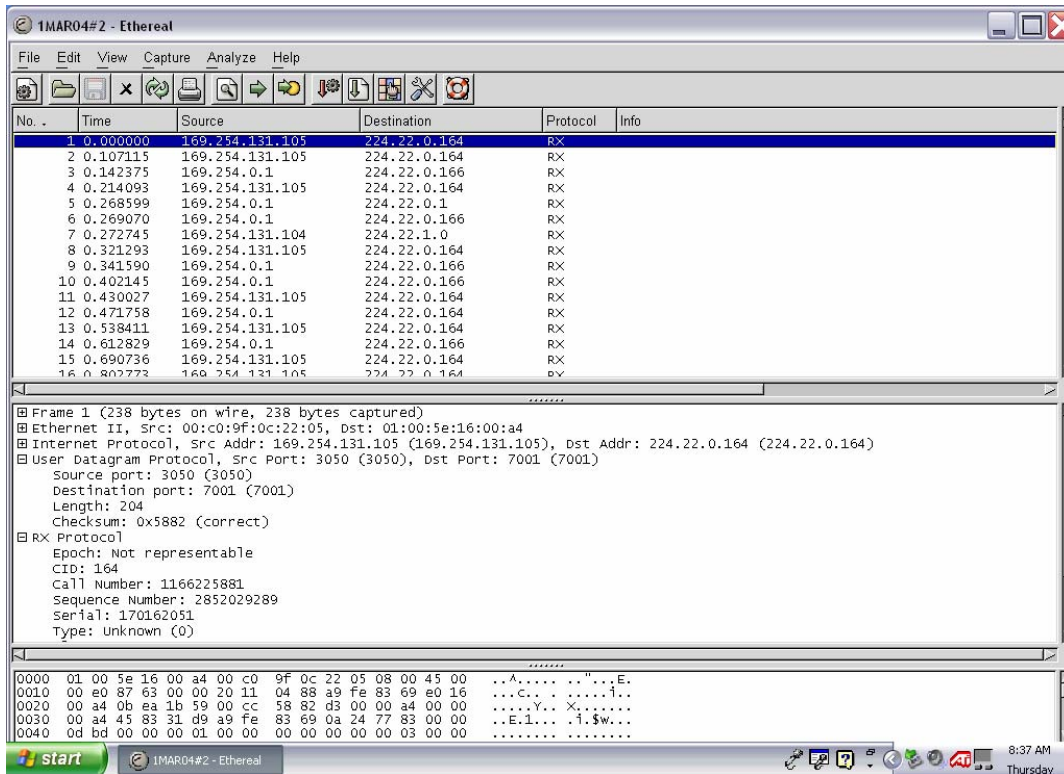 1MAR04#2 - Ethereal
File Edit View Capture Analyze Help
No. . Time Source Destination Protocol Info
1 0.000000 169.254.131.105 224.22.0.164 RX
2 0.107115 169.254.131.105 224.22.0.164 RX
3 0.142375 169.254.0.1 224.22.0.166 RX
4 0.214093 169.254.131.105 224.22.0.164 RX
5 0.268599 169.254.0.1 224.22.0.1 RX
6 0.269070 169.254.0.1 224.22.0.166 RX
7 0.272745 169.254.131.104 224.22.1.0 RX
8 0.321293 169.254.131.105 224.22.0.164 RX
9 0.341590 169.254.0.1 224.22.0.166 RX
10 0.402145 169.254.0.1 224.22.0.166 RX
11 0.430027 169.254.131.105 224.22.0.164 RX
12 0.471758 169.254.0.1 224.22.0.166 RX
13 0.538411 169.254.131.105 224.22.0.164 RX
14 0.612829 169.254.0.1 224.22.0.166 RX
15 0.690736 169.254.131.105 224.22.0.164 RX
16 0.802773 169.254.131.105 224.22.0.164 RX
Frame 1 (238 bytes on wire, 238 bytes captured)
Ethernet II, Src: 00:c0:9f:0c:22:05, Dst: 01:00:5e:16:00:a4
Internet Protocol, Src Addr: 169.254.131.105 (169.254.131.105), Dst Addr: 224.22.0.164 (224.22.0.164)
User Datagram Protocol, Src Port: 3050 (3050), Dst Port: 7001 (7001)
Source port: 3050 (3050)
Destination port: 7001 (7001)
Length: 204
Checksum: 0x5882 (correct)
RX Protocol
Epoch: Not representable
CID: 164
Call Number: 1166225881
Sequence Number: 2852029289
Serial: 170162051
Type: Unknown (0)
0000 01 00 5e 16 00 a4 00 c0 9f 0c 22 05 08 00 45 00 ..^..... .."...E.
0010 00 e0 87 63 00 00 20 11 04 88 a9 fe 83 69 e0 16 ...c.. . .....i..
0020 00 a4 0b ea 1b 59 00 cc 58 82 d3 00 00 a4 00 00 .....Y.. X.......
0030 00 a4 45 83 31 d9 a9 fe 83 69 0a 24 77 83 00 00 ..E.1... .i.$w...
0040 0d bd 00 00 00 01 00 00 00 00 00 00 03 00 00 ........ ........
start 1MAR04#2 - Ethereal 8:37 AM
Thursday